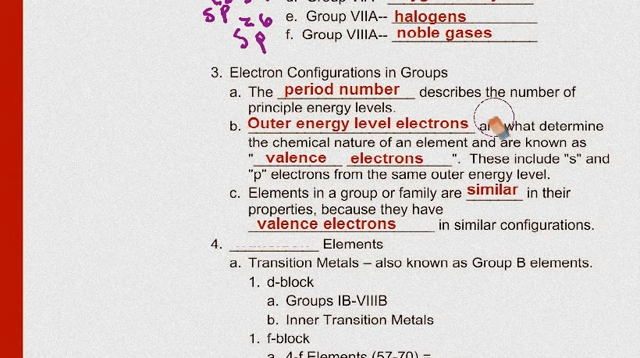 e. Group VIIA-- halogens
f. Group VIIIA-- noble gases
5p
3. Electron Configurations in Groups
a. The period number describes the number of
principle energy levels.
b. Outer energy level electrons are what determine
the chemical nature of an element and are known as
"valence electrons". These include "s" and
"p" electrons from the same outer energy level.
c. Elements in a group or family are similar in their
properties, because they have
valence electrons in similar configurations.
4. ____________ Elements
a. Transition Metals – also known as Group B elements.
1. d-block
a. Groups IB-VIIIB
b. Inner Transition Metals
1. f-block
a. 4-f Elements (57-70) =